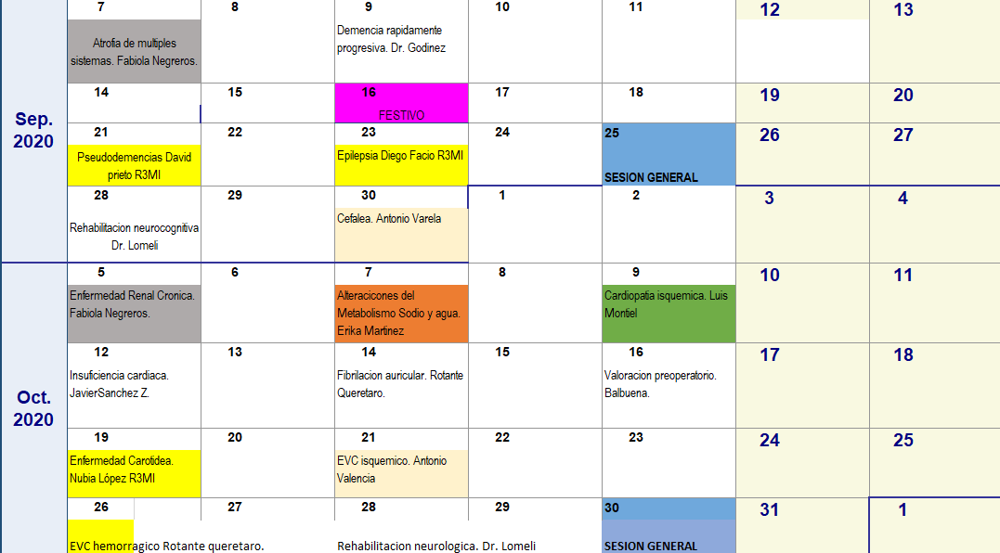 7 8 9 10 11 12 13
Atrofia de multiples
sistemas. Fabiola Negreros.
Demencia rapidamente
progresiva. Dr. Godinez
Sep.
2020
14 15 16 17 18 19 20
FESTIVO
21 22 23 24 25 26 27
Pseudodemencias David
prieto R3MI
Epilepsia Diego Facio R3MI
SESION GENERAL
28 29 30 1 2 3 4
Rehabilitacion neurocognitiva
Dr. Lomeli
Cefalea. Antonio Varela
Oct.
2020
5 6 7 8 9 10 11
Enfermedad Renal Cronica.
Fabiola Negreros.
Alteracicones del
Metabolismo Sodio y agua.
Erika Martinez
Cardiopatia isquemica. Luis
Montiel
12 13 14 15 16 17 18
Insuficiencia cardiaca.
JavierSanchez Z.
Fibrilacion auricular. Rotante
Queretaro.
Valoracion preoperatorio.
Balbuena.
19 20 21 22 23 24 25
Enfermedad Carotidea.
Nubia López R3MI
EVC isquemico. Antonio
Valencia
26 27 28 29 30 31 1
EVC hemorragico Rotante queretaro.
Rehabilitacion neurologica. Dr. Lomeli
SESION GENERAL